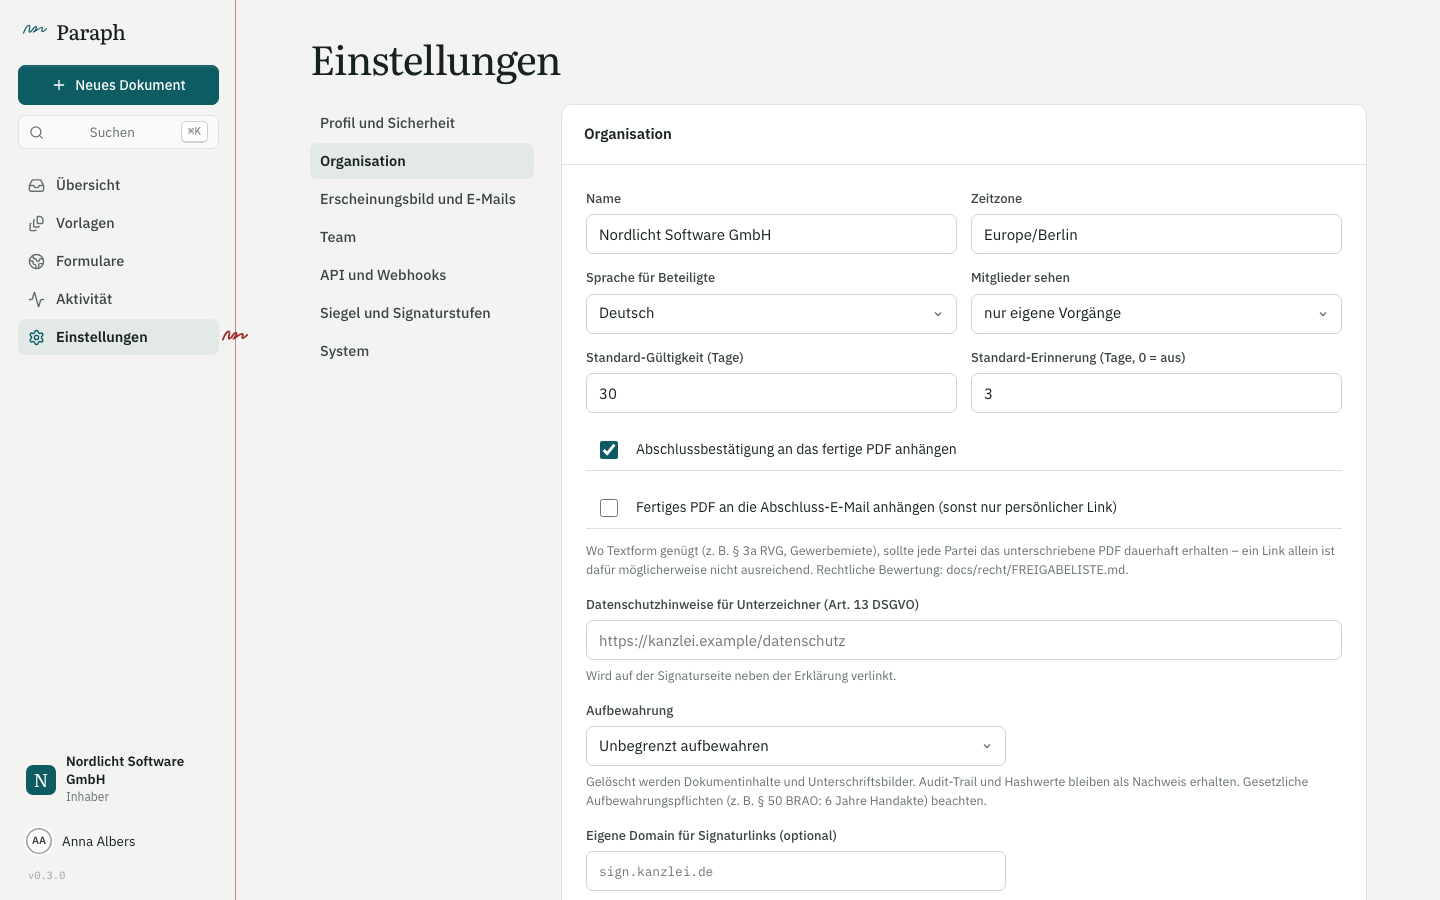 Paraph
Neues Dokument
Suchen ⌘K
Übersicht
Vorlagen
Formulare
Aktivität
Einstellungen
Nordlicht Software
GmbH
Inhaber
N
AA
Anna Albers
v0.3.0
Einstellungen
Profil und Sicherheit
Organisation
Erscheinungsbild und E-Mails
Team
API und Webhooks
Siegel und Signaturstufen
System
Organisation
Name
Nordlicht Software GmbH
Zeitzone
Europe/Berlin
Sprache für Beteiligte
Deutsch
Mitglieder sehen
nur eigene Vorgänge
Standard-Gültigkeit (Tage)
30
Standard-Erinnerung (Tage, 0 = aus)
3
Abschlussbestätigung an das fertige PDF anhängen
Fertiges PDF an die Abschluss-E-Mail anhängen (sonst nur persönlicher Link)
Wo Textform genügt (z. B. § 3a RVG, Gewerbemiete), sollte jede Partei das unterschriebene PDF dauerhaft erhalten – ein Link allein ist
dafür möglicherweise nicht ausreichend. Rechtliche Bewertung: docs/recht/FREIGABELISTE.md.
Datenschutzhinweise für Unterzeichner (Art. 13 DSGVO)
https://kanzlei.example/datenschutz
Wird auf der Signaturseite neben der Erklärung verlinkt.
Aufbewahrung
Unbegrenzt aufbewahren
Gelöscht werden Dokumentinhalte und Unterschriftsbilder. Audit-Trail und Hashwerte bleiben als Nachweis erhalten. Gesetzliche
Aufbewahrungspflichten (z. B. § 50 BRAO: 6 Jahre Handakte) beachten.
Eigene Domain für Signaturlinks (optional)
sign.kanzlei.de